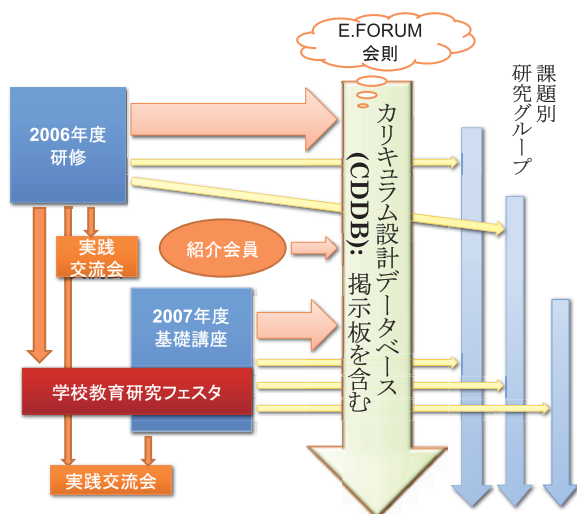 E.FORUM
会則
課題別
研究グループ
2006年度
研修
カリキュラム設計データベース
(CDDB): 掲示板を含む
実践
交流会
紹介会員
2007年度
基礎講座
学校教育研究フェスタ
実践交流会